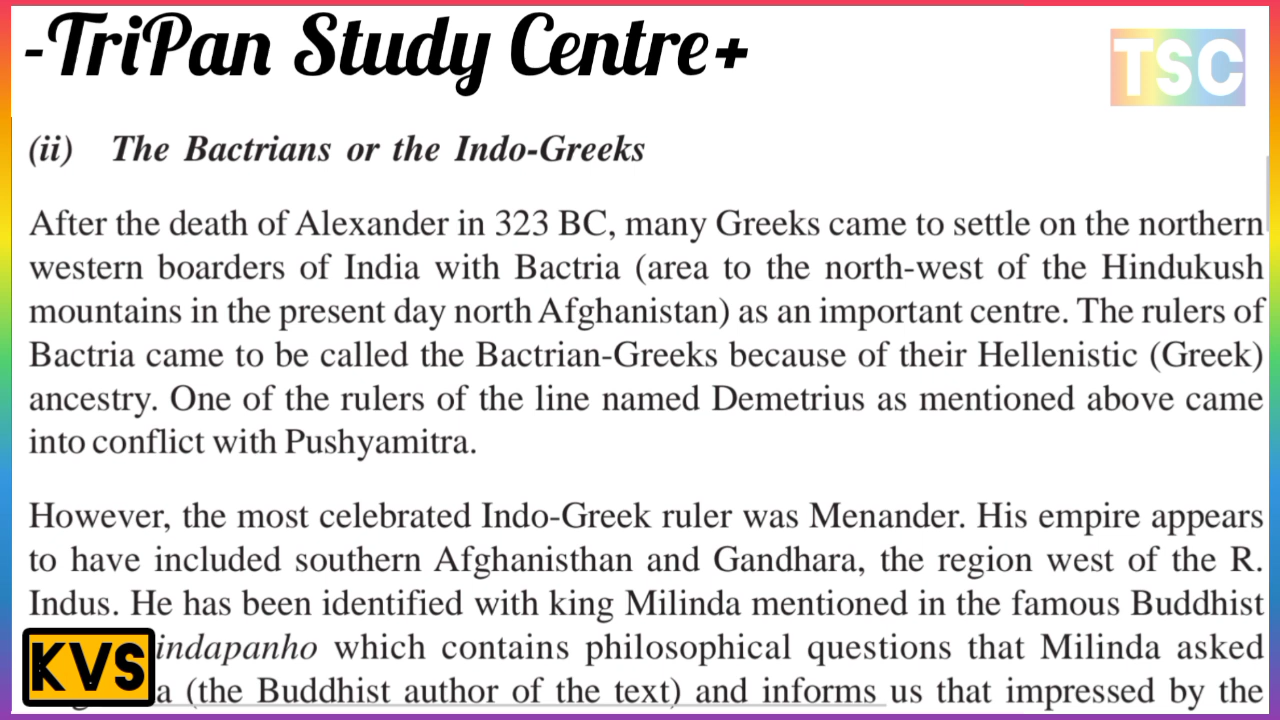 -TriPan Study Centre+
TSC
(ii) The Bactrians or the Indo-Greeks
After the death of Alexander in 323 BC, many Greeks came to settle on the northern
western boarders of India with Bactria (area to the north-west of the Hindukush
mountains in the present day north Afghanistan) as an important centre. The rulers of
Bactria came to be called the Bactrian-Greeks because of their Hellenistic (Greek)
ancestry. One of the rulers of the line named Demetrius as mentioned above came
into conflict with Pushyamitra.
However, the most celebrated Indo-Greek ruler was Menander. His empire appears
to have included southern Afghanisthan and Gandhara, the region west of the R.
Indus. He has been identified with king Milinda mentioned in the famous Buddhist
indapanho which contains philosophical questions that Milinda asked
KVS
a (the Buddhist author of the text) and informs us that impressed by the